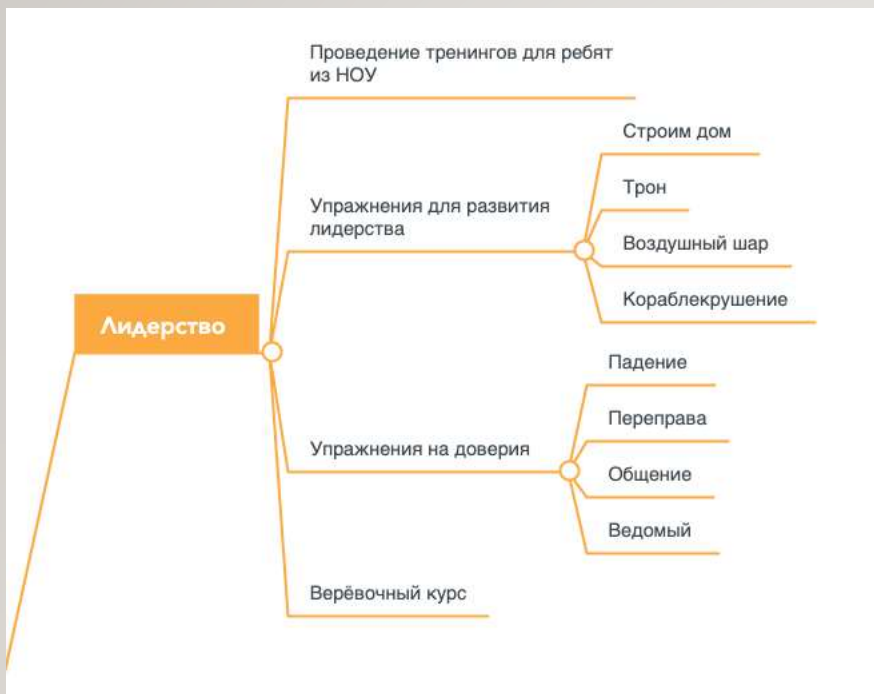 Проведение тренингов для ребят
из НОУ
Строим дом
Трон
Упражнения для развития
лидерства
Воздушный шар
Кораблекрушение
Лидерство
Падение
Переправа
Упражнения на доверия
Общение
Ведомый
Верёвочный курс